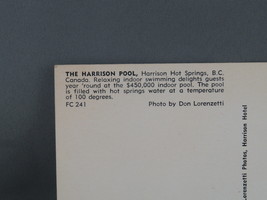 THE HARRISON POOL, Harrison Hot Springs, B.C.
Canada. Relaxing indoor swimming delights guests
year 'round at the $450,000 indoor pool. The pool
is filled with hot springs water at a temperature
of 100 degrees.
FC 241 Photo by Don Lorenzetti
Lorenzetti Photos, Harrison Hotel